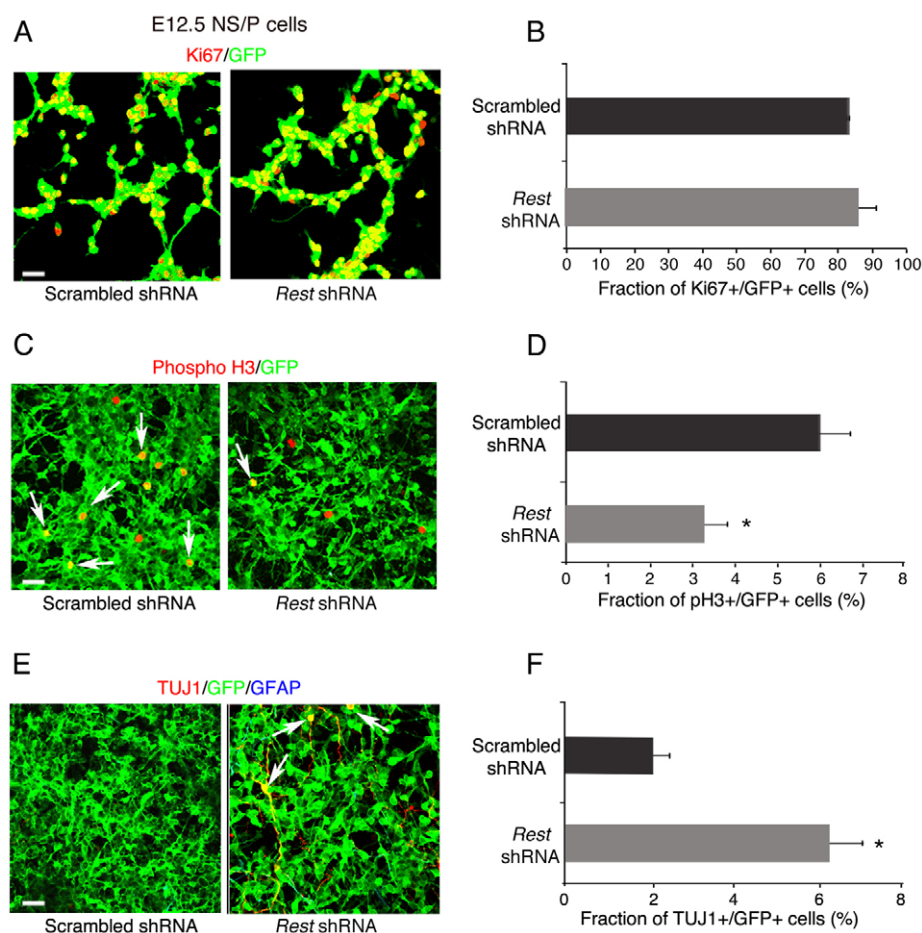 A
E12.5 NS/P cells
Ki67/GFP
Scrambled shRNA
Rest shRNA
B
Scrambled
shRNA
Rest
shRNA
0 10 20 30 40 50 60 70 80 90 100
Fraction of Ki67+/GFP+ cells (%)
C
Phospho H3/GFP
Scrambled shRNA
Rest shRNA
D
Scrambled
shRNA
Rest
shRNA
*
0 1 2 3 4 5 6 7 8
Fraction of pH3+/GFP+ cells (%)
E
TUJ1/GFP/GFAP
Scrambled shRNA
Rest shRNA
F
Scrambled
shRNA
Rest
shRNA
*
0 2 4 6 8
Fraction of TUJ1+/GFP+ cells (%)